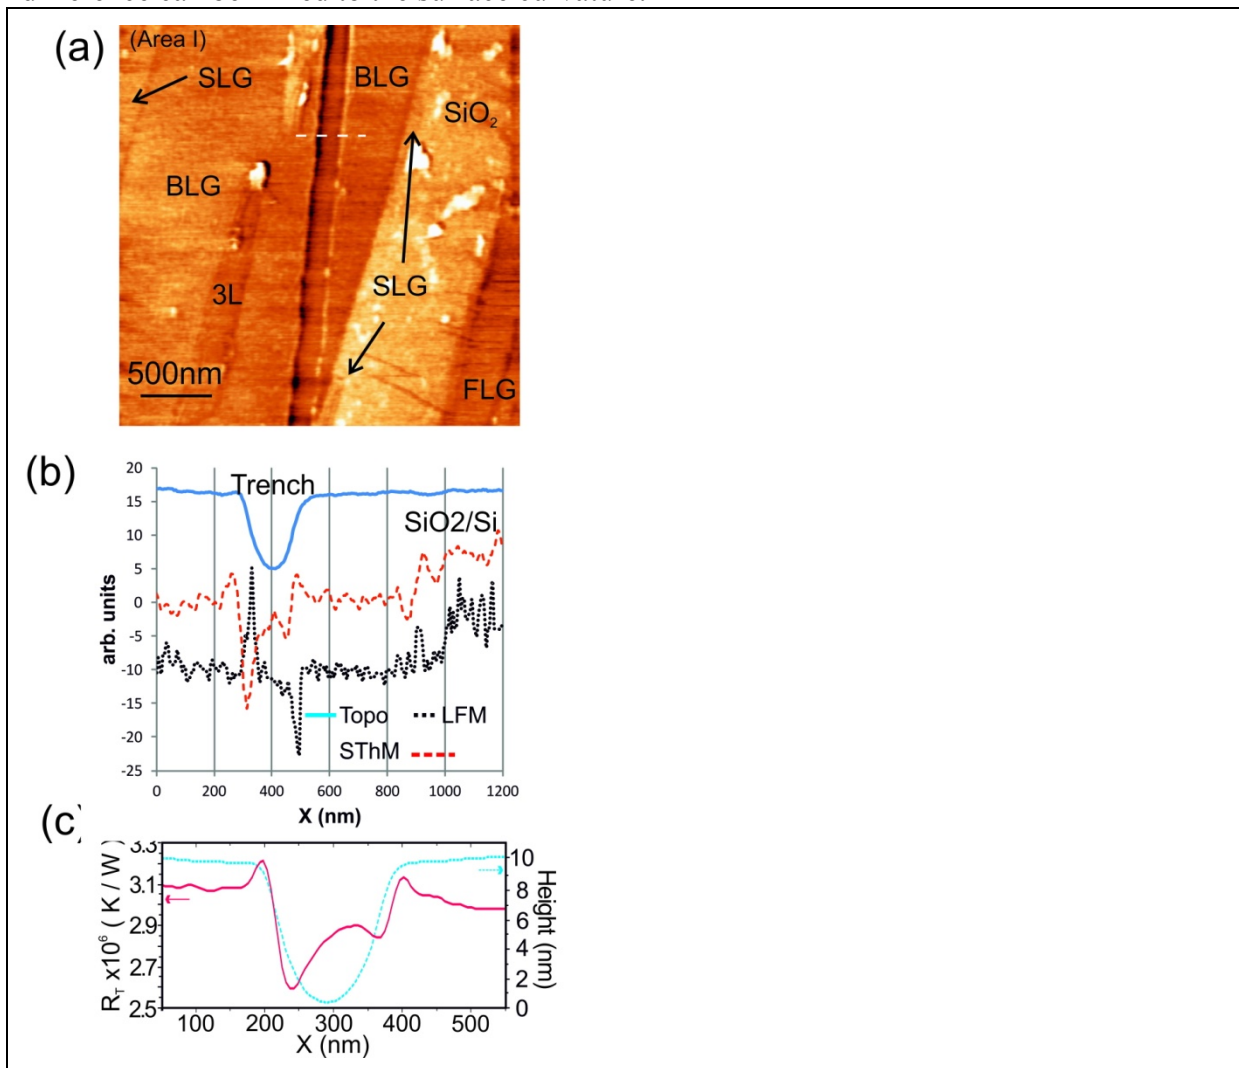 (a)
(Area I)
SLG
BLG
SiO₂
BLG
SLG
3L
500nm
FLG
(b)
20
15
10
5
0
-5
-10
-15
-20
-25
arb. units
Trench
SiO2/Si
Topo
LFM
SThM
0 200 400 600 800 1000 1200
X (nm)
(c)
3.3
3.1
2.9
2.7
2.5
R_T x10⁶ ( K / W )
10
8
6
4
2
0
Height (nm)
100 200 300 400 500
X (nm)